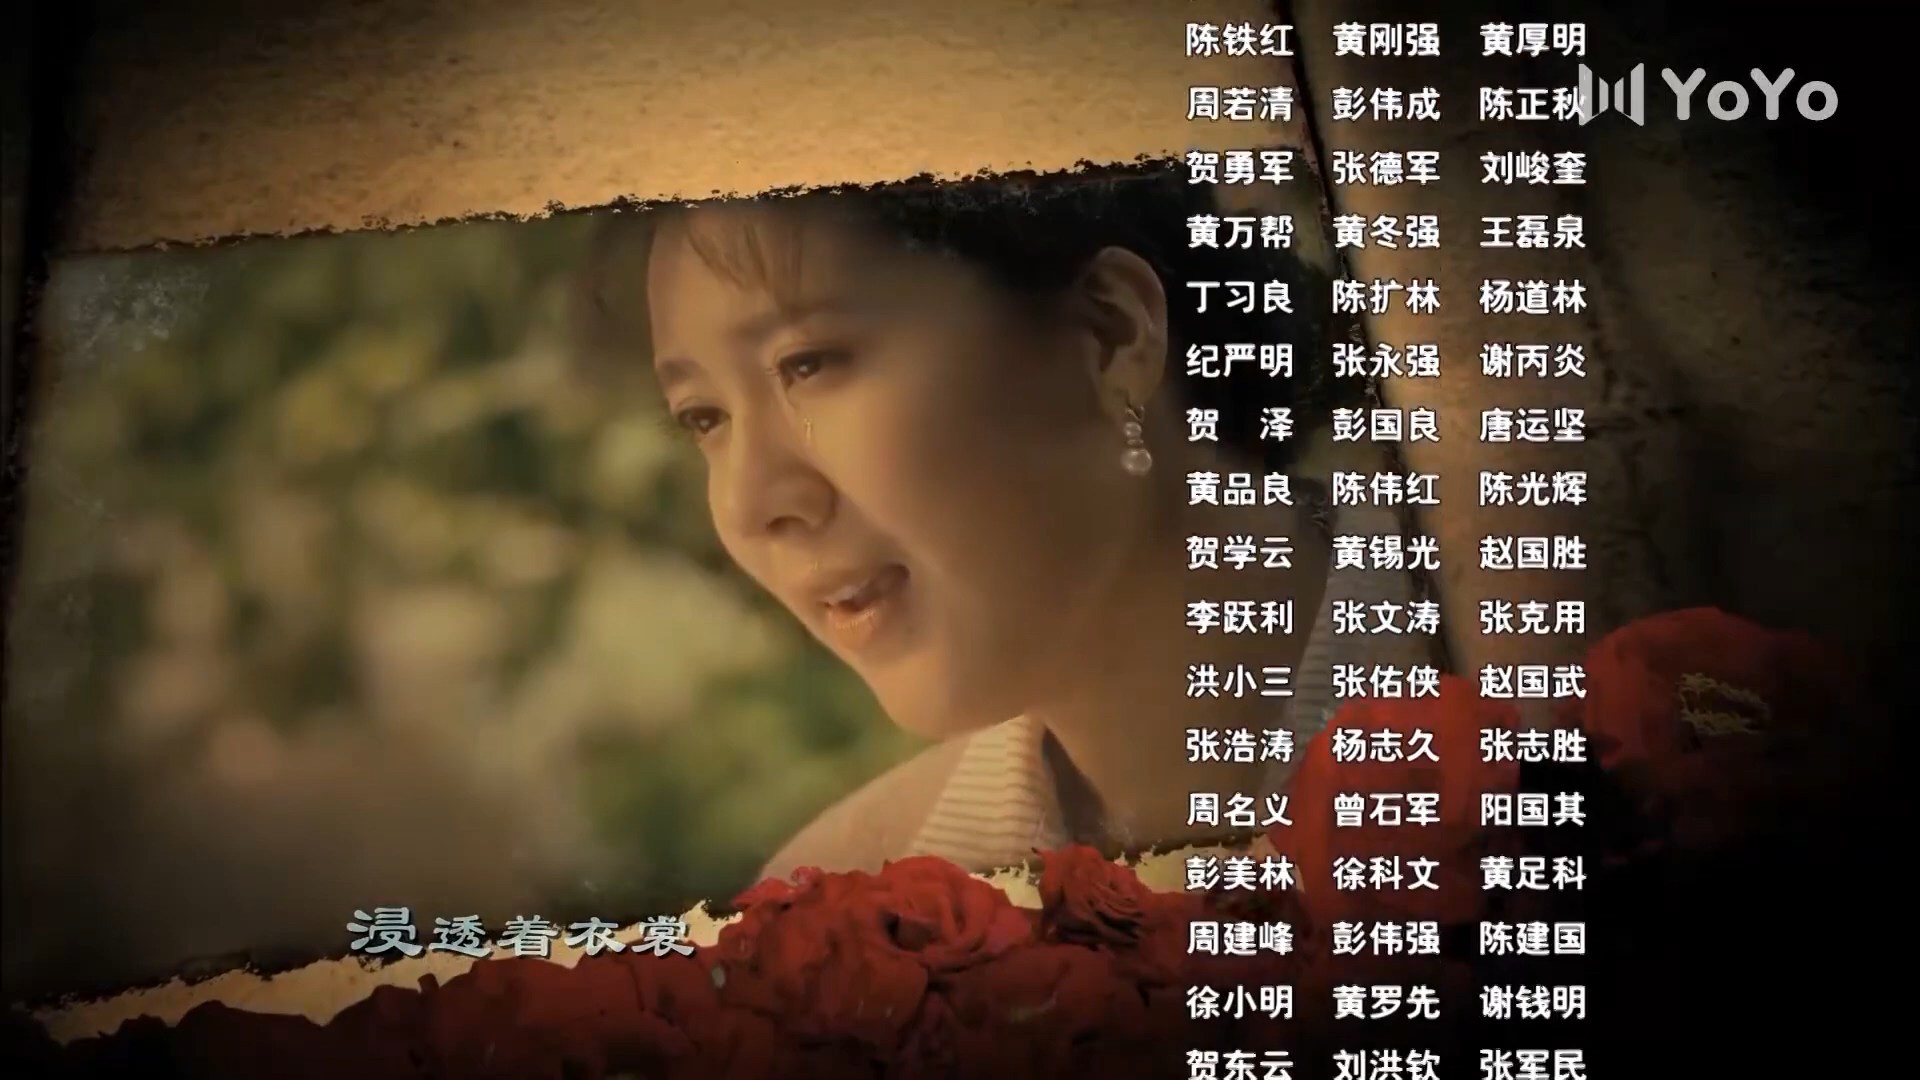 陈铁红 黄刚强 黄厚明
YoYo
周若清 彭伟成 陈正秋
贺勇军 张德军 刘峻奎
黄万帮 黄冬强 王磊泉
丁习良 陈扩林 杨道林
纪严明 张永强 谢丙炎
贺 泽 彭国良 唐运坚
黄品良 陈伟红 陈光辉
贺学云 黄锡光 赵国胜
李跃利 张文涛 张克用
洪小三 张佑侠 赵国武
张浩涛 杨志久 张志胜
周名义 曾石军 阳国其
彭美林 徐科文 黄足科
周建峰 彭伟强 陈建国
浸透着衣裳
徐小明 黄罗先 谢钱明
贺东云 刘洪钦 张军民